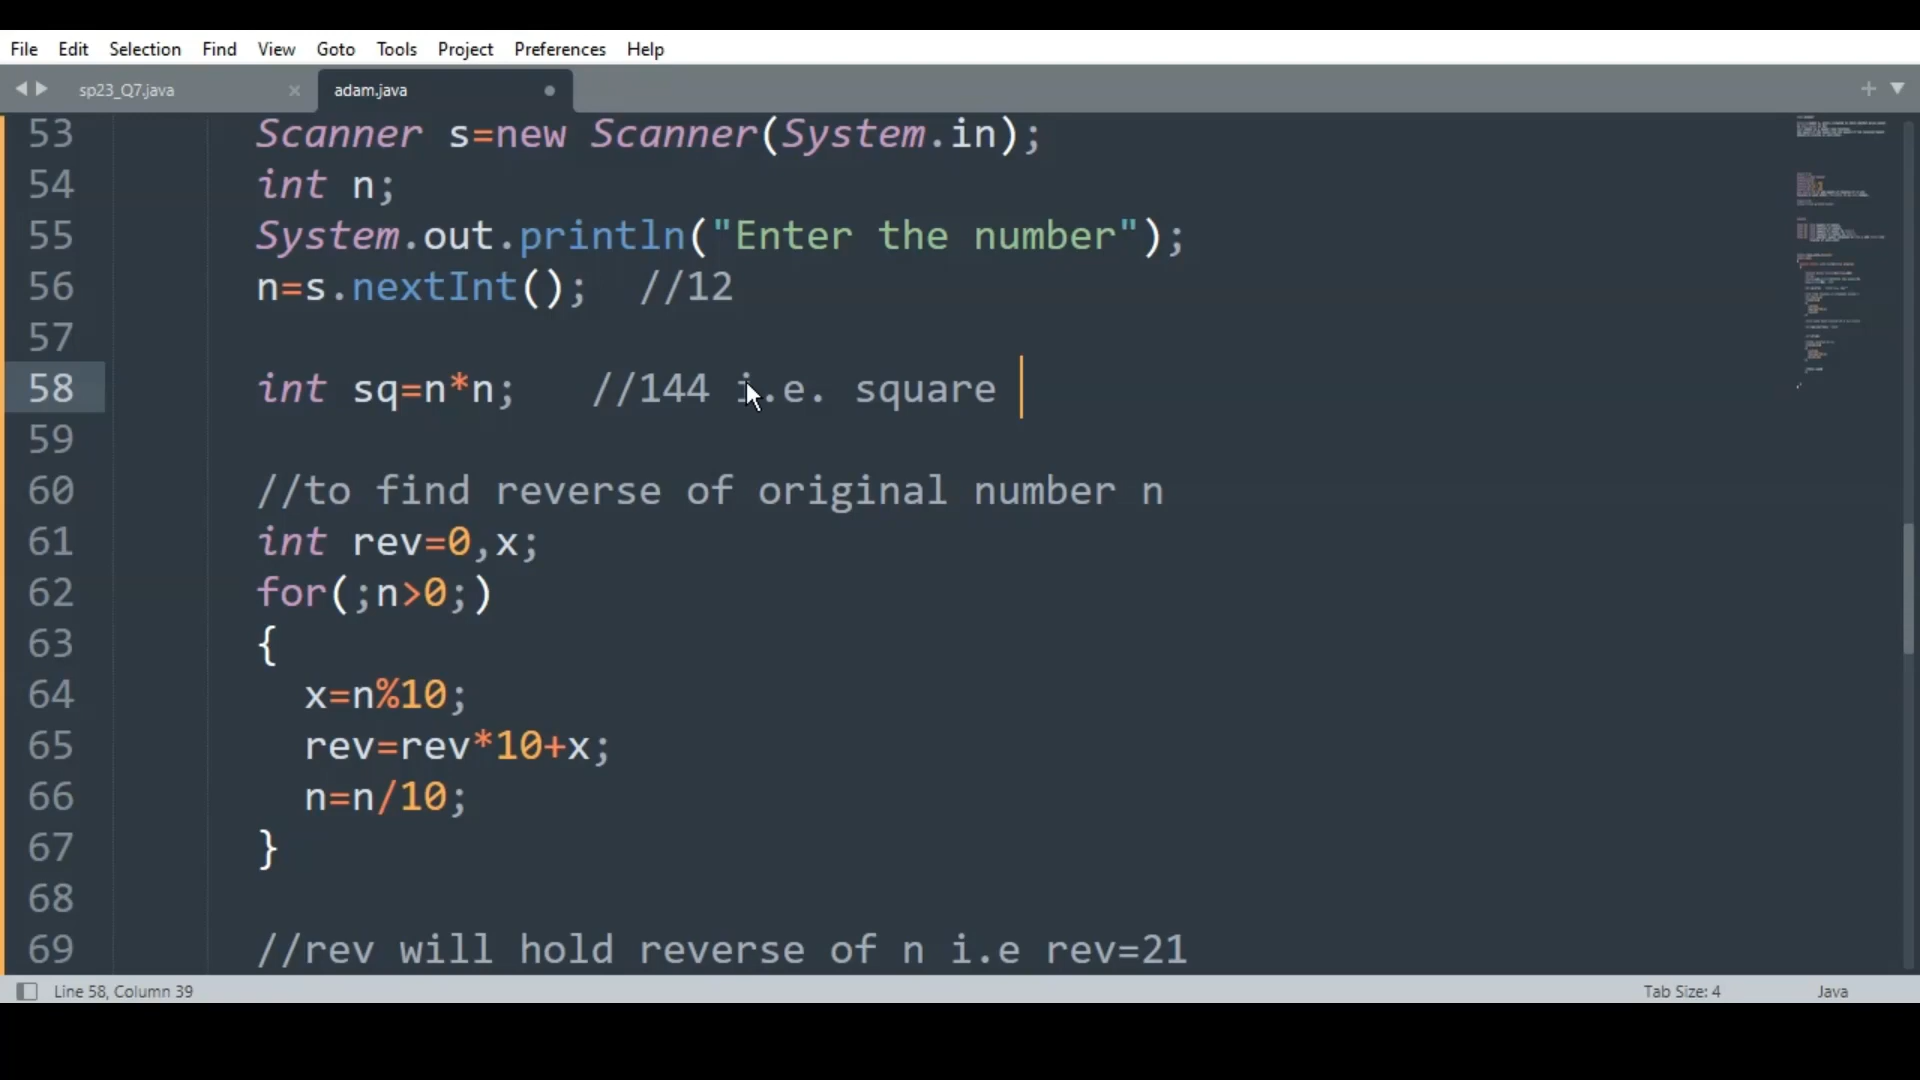 File Edit Selection Find View Goto Tools Project Preferences Help
sp23_Q7.java × adam.java
53 Scanner s=new Scanner(System.in);
54 int n;
55 System.out.println("Enter the number");
56 n=s.nextInt(); //12
57
58 int sq=n*n; //144 i.e. square
59
60 //to find reverse of original number n
61 int rev=0,x;
62 for(;n>0;)
63 {
64 x=n%10;
65 rev=rev*10+x;
66 n=n/10;
67 }
68
69 //rev will hold reverse of n i.e rev=21
Line 58, Column 39 Tab Size: 4 Java